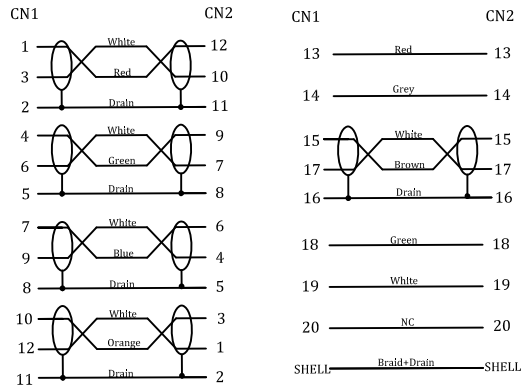 CN1 CN2
1 White 12
3 Red 10
2 Drain 11
4 White 9
6 Green 7
5 Drain 8
7 White 6
9 Blue 4
8 Drain 5
10 White 3
12 Orange 1
11 Drain 2
CN1 CN2
13 Red 13
14 Grey 14
15 White 15
17 Brown 17
16 Drain 16
18 Green 18
19 White 19
20 NC 20
SHELL Braid+Drain SHELL